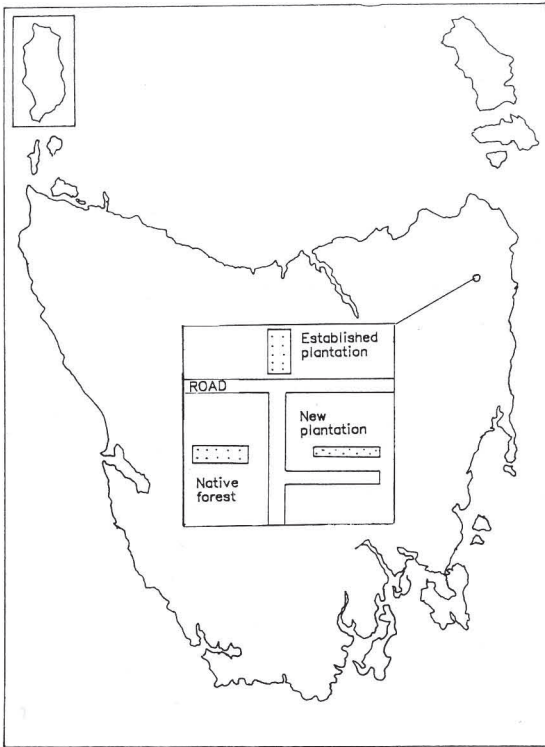 Established
plantation
ROAD
New
plantation
Native
forest